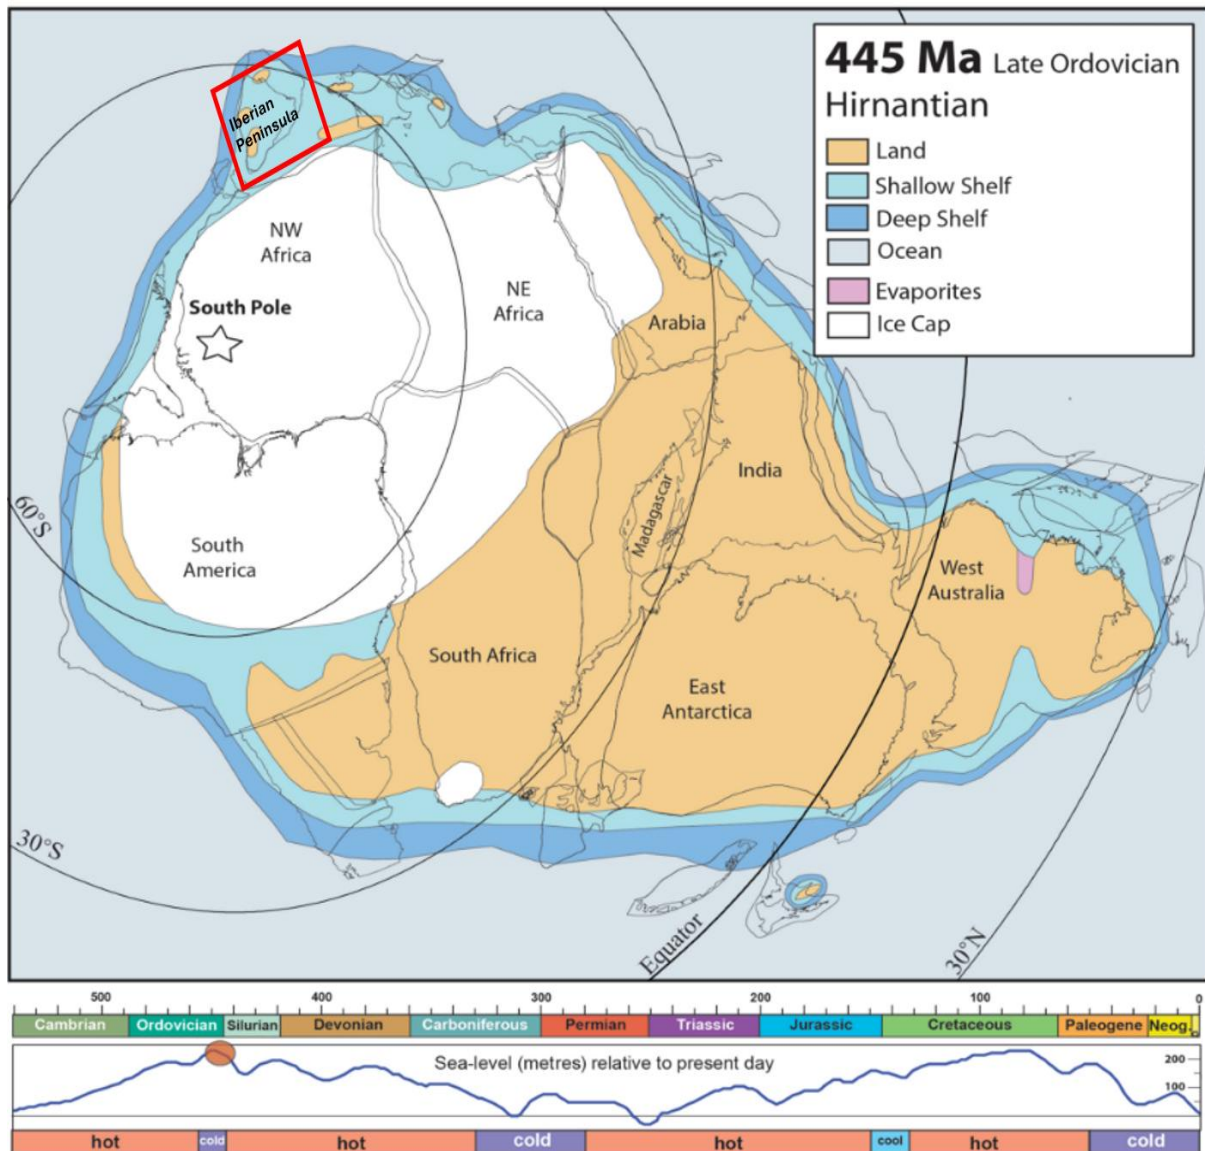 445 Ma Late Ordovician
Hirnantian
Land
Shallow Shelf
Deep Shelf
Ocean
Evaporites
Ice Cap
Iberian
Peninsula
NW
Africa
South Pole
NE
Africa
Arabia
India
Madagascar
60°S
South
America
West
Australia
South Africa
East
Antarctica
30°S
Equator
30°N
500 400 300 200 100 0
Cambrian Ordovician Silurian Devonian Carboniferous Permian Triassic Jurassic Cretaceous Paleogene Neog.
Sea-level (metres) relative to present day
200
100
hot cold hot cold hot cool hot cold